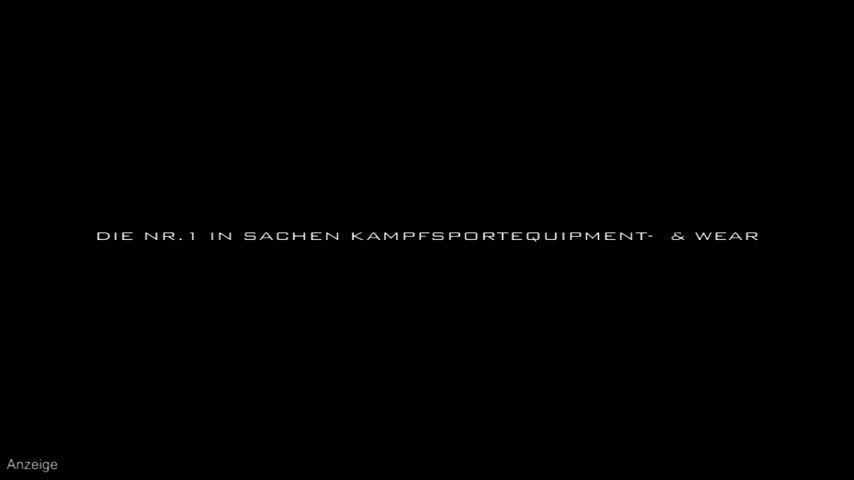 DIE NR.1 IN SACHEN KAMPFSPORTEQUIPMENT- & WEAR
Anzeige